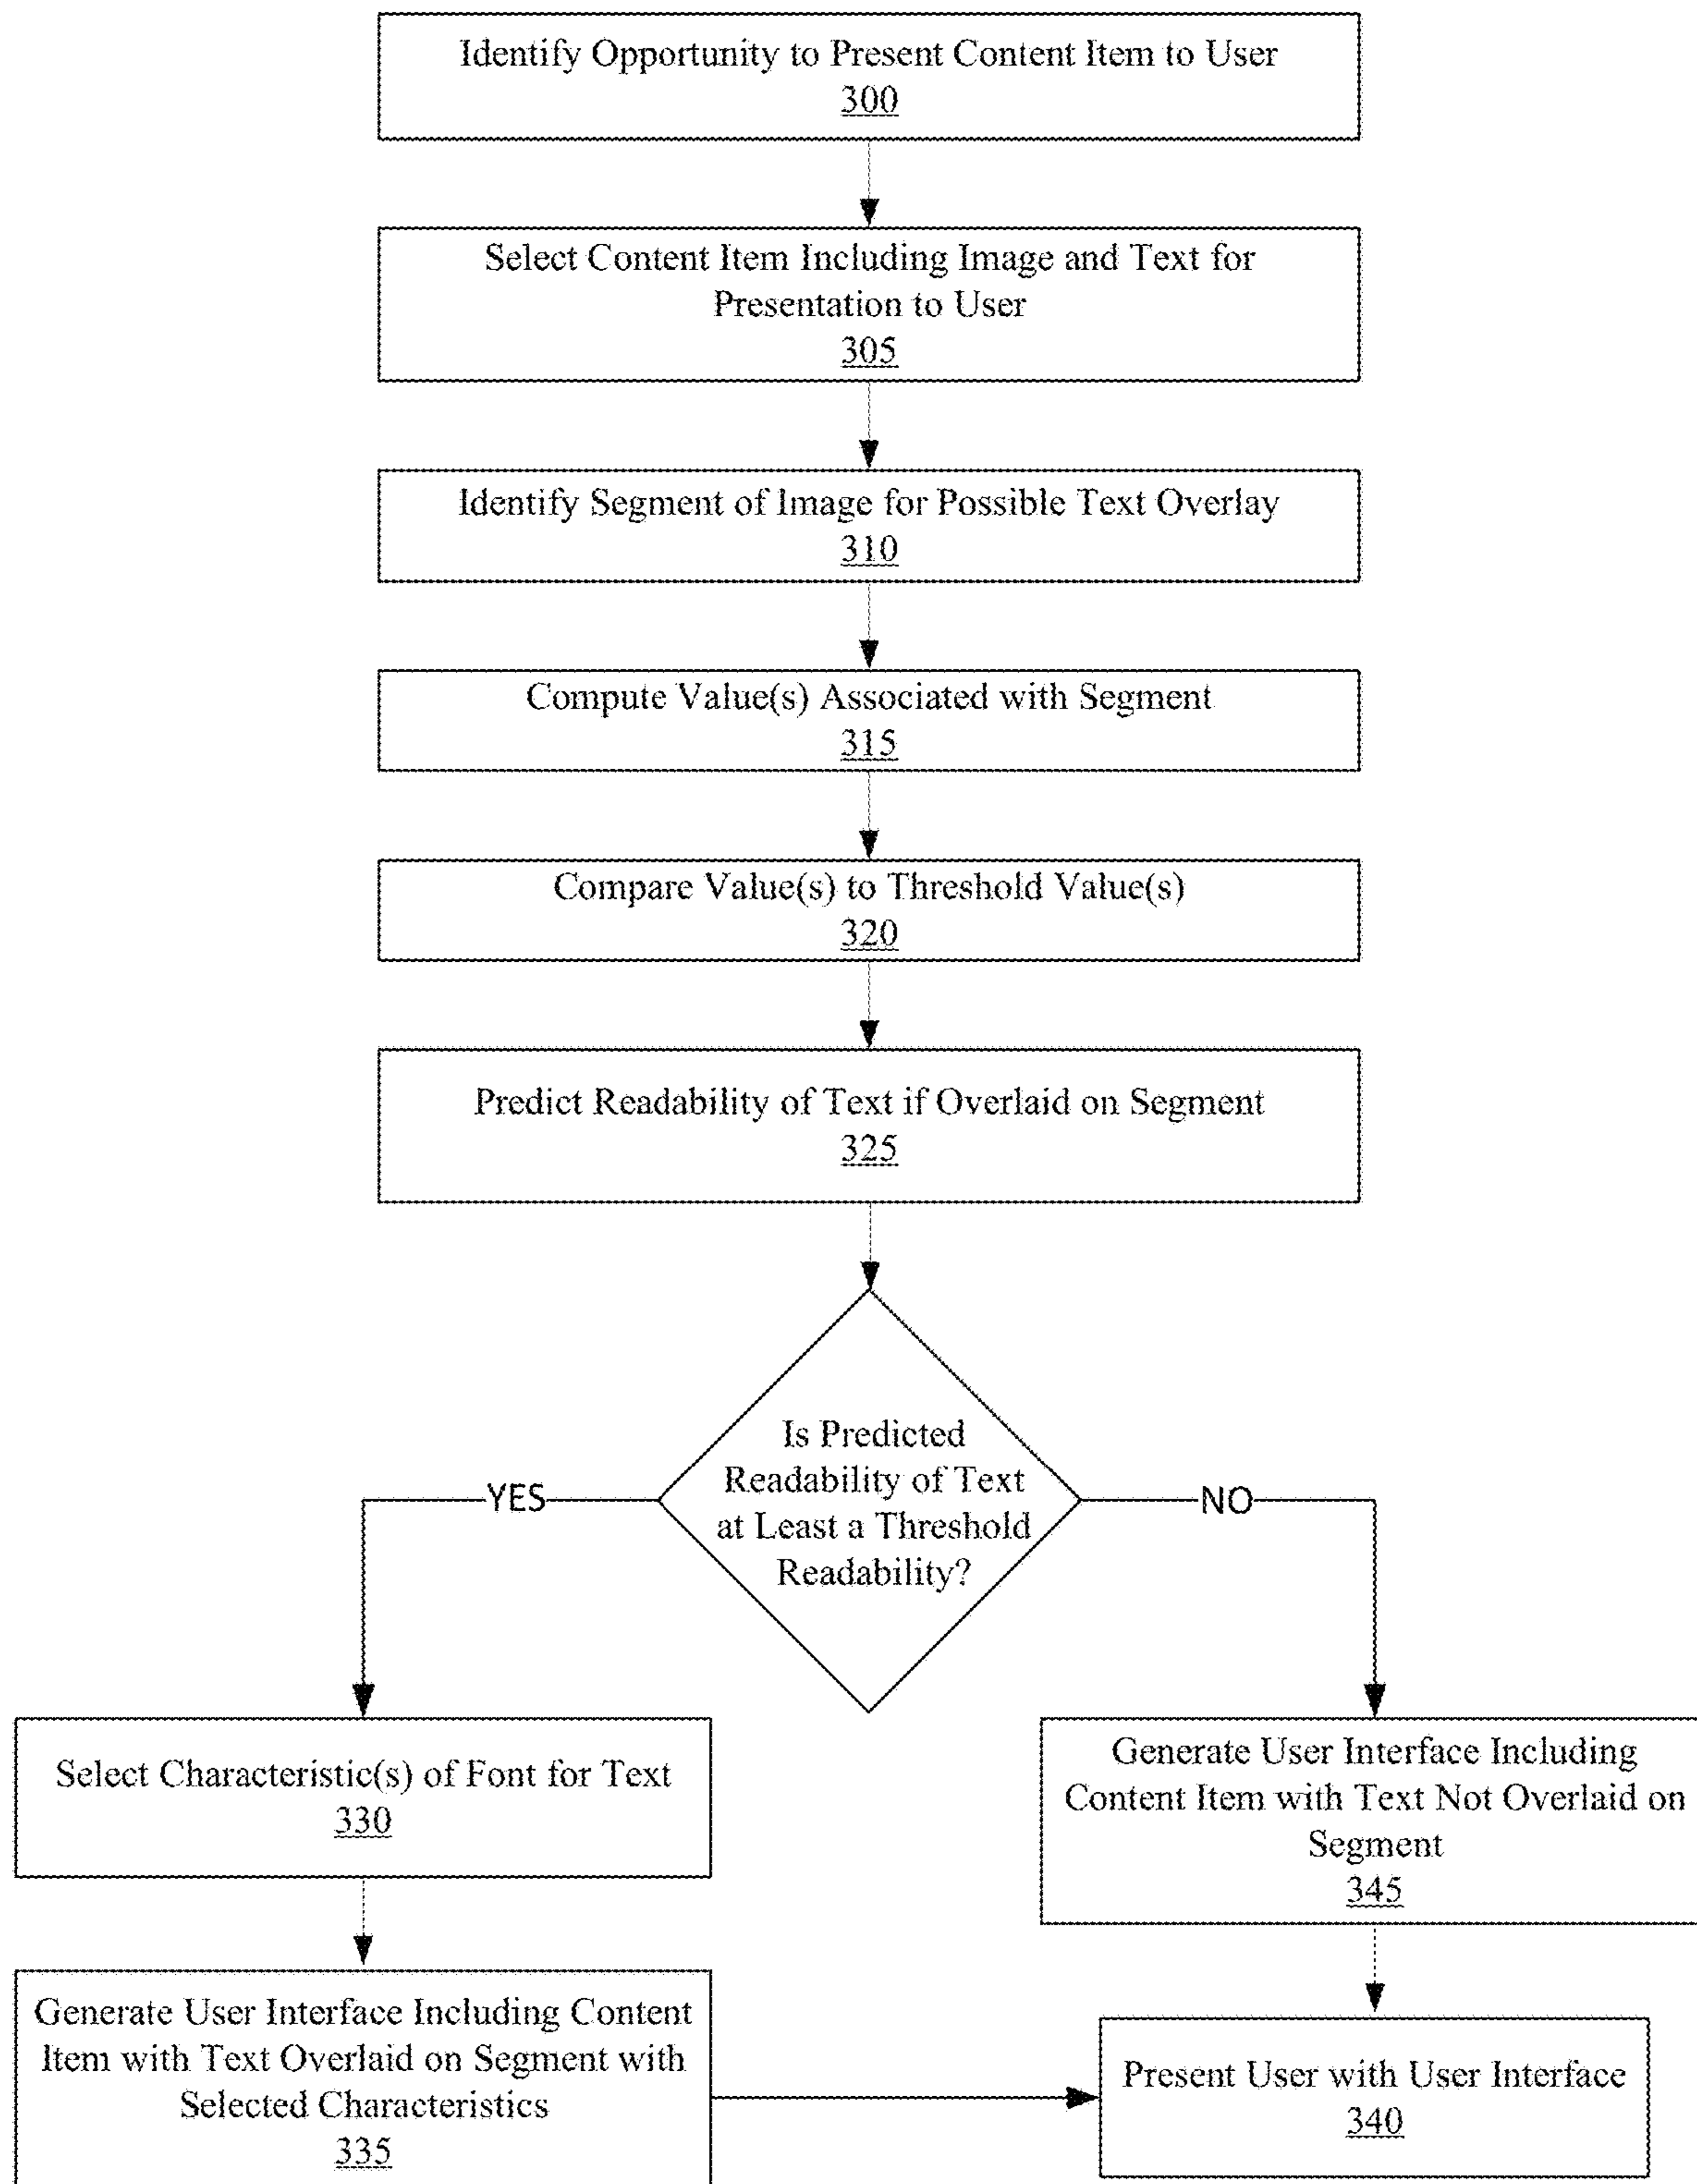 Identify Opportunity to Present Content Item to User
300
Select Content Item Including Image and Text for
Presentation to User
305
Identify Segment of Image for Possible Text Overlay
310
Compute Value(s) Associated with Segment
315
Compare Value(s) to Threshold Value(s)
320
Predict Readability of Text if Overlaid on Segment
325
Is Predicted
Readability of Text
at Least a Threshold
Readability?
YES
NO
Select Characteristic(s) of Font for Text
330
Generate User Interface Including
Content Item with Text Not Overlaid on
Segment
345
Generate User Interface Including Content
Item with Text Overlaid on Segment with
Selected Characteristics
335
Present User with User Interface
340